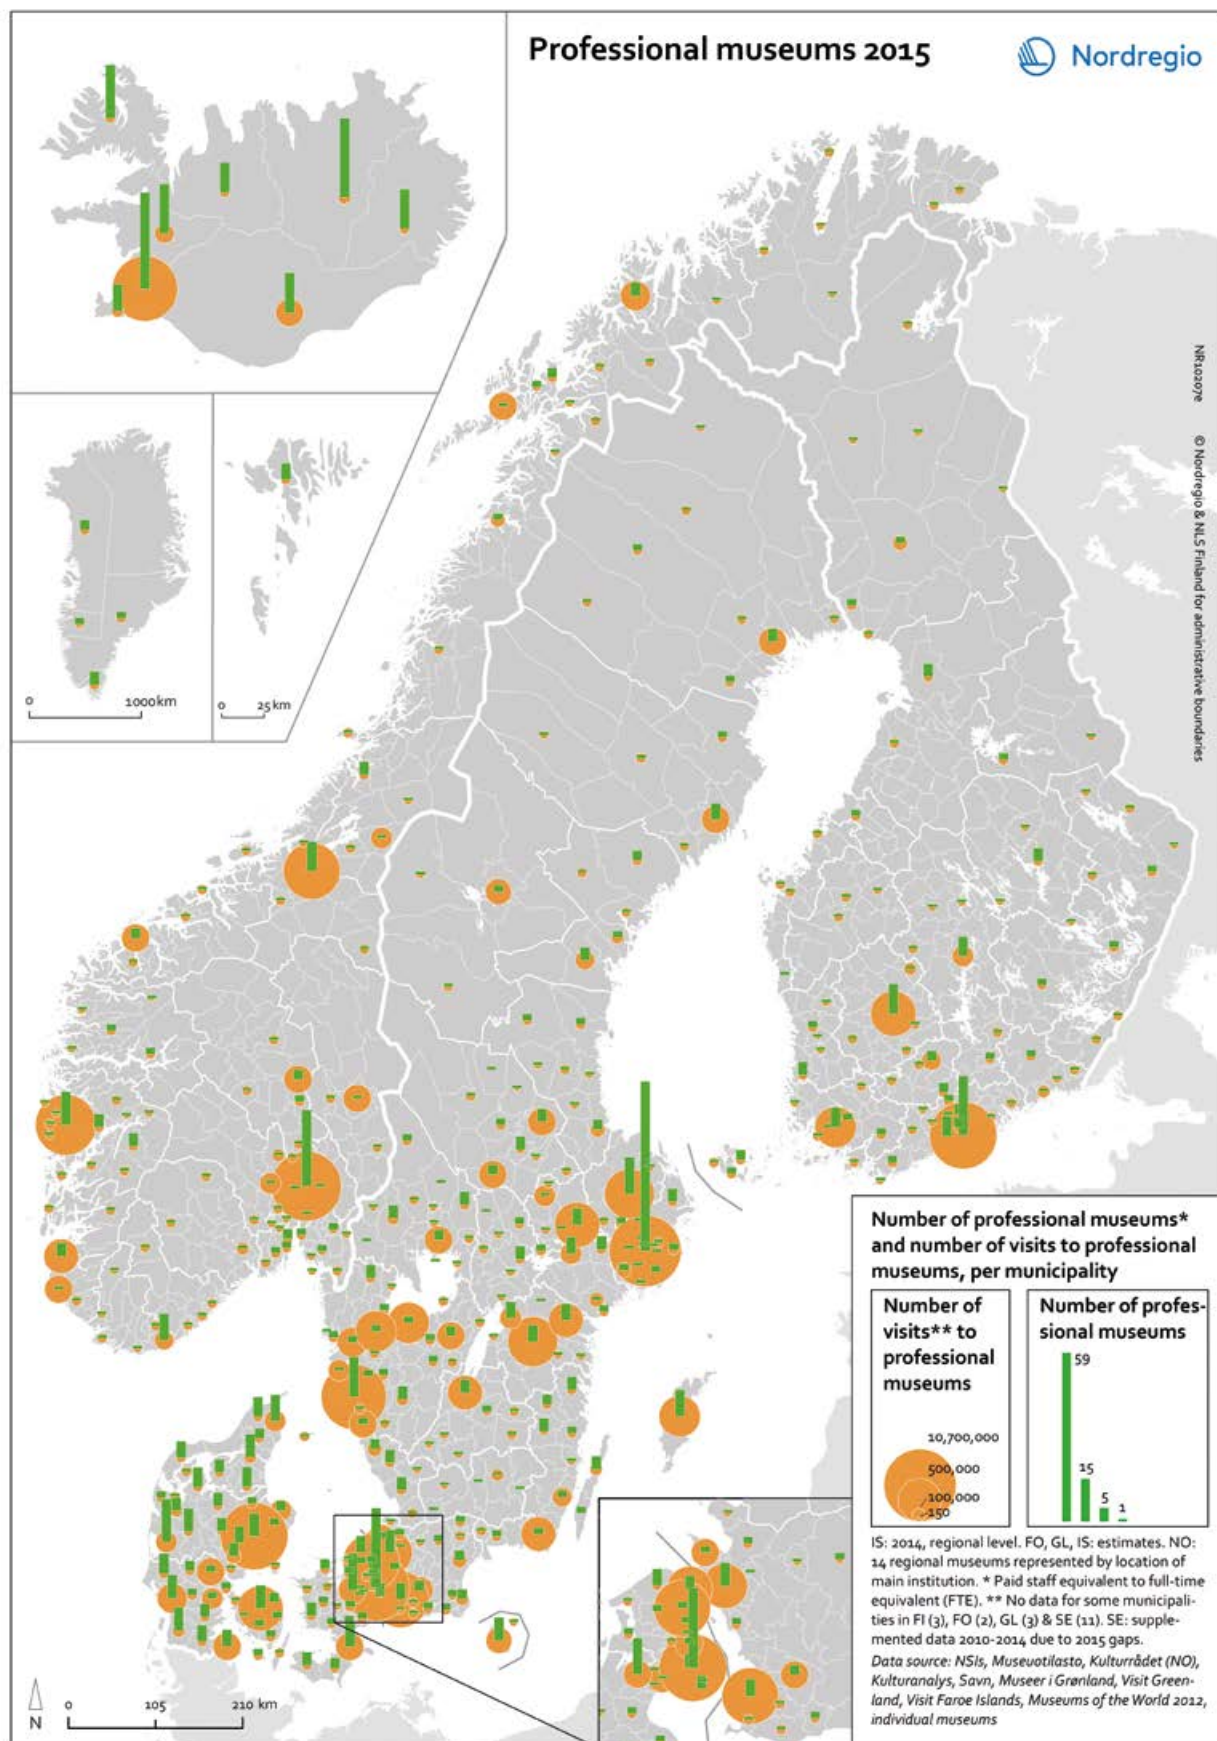 Professional museums 2015
Nordregio
NR10207e © Nordregio & NLS Finland for administrative boundaries
0 1000km
0 25 km
Number of professional museums*
and number of visits to professional
museums, per municipality
Number of
visits** to
professional
museums
10,700,000
500,000
100,000
150
Number of profes-
sional museums
59
15
5
1
IS: 2014, regional level. FO, GL, IS: estimates. NO:
14 regional museums represented by location of
main institution. * Paid staff equivalent to full-time
equivalent (FTE). ** No data for some municipali-
ties in FI (3), FO (2), GL (3) & SE (11). SE: supple-
mented data 2010-2014 due to 2015 gaps.
Data source: NSIs, Museuotilasto, Kulturrådet (NO),
Kulturanalys, Savn, Museer i Grønland, Visit Green-
land, Visit Faroe Islands, Museums of the World 2012,
individual museums
N
0 105 210 km